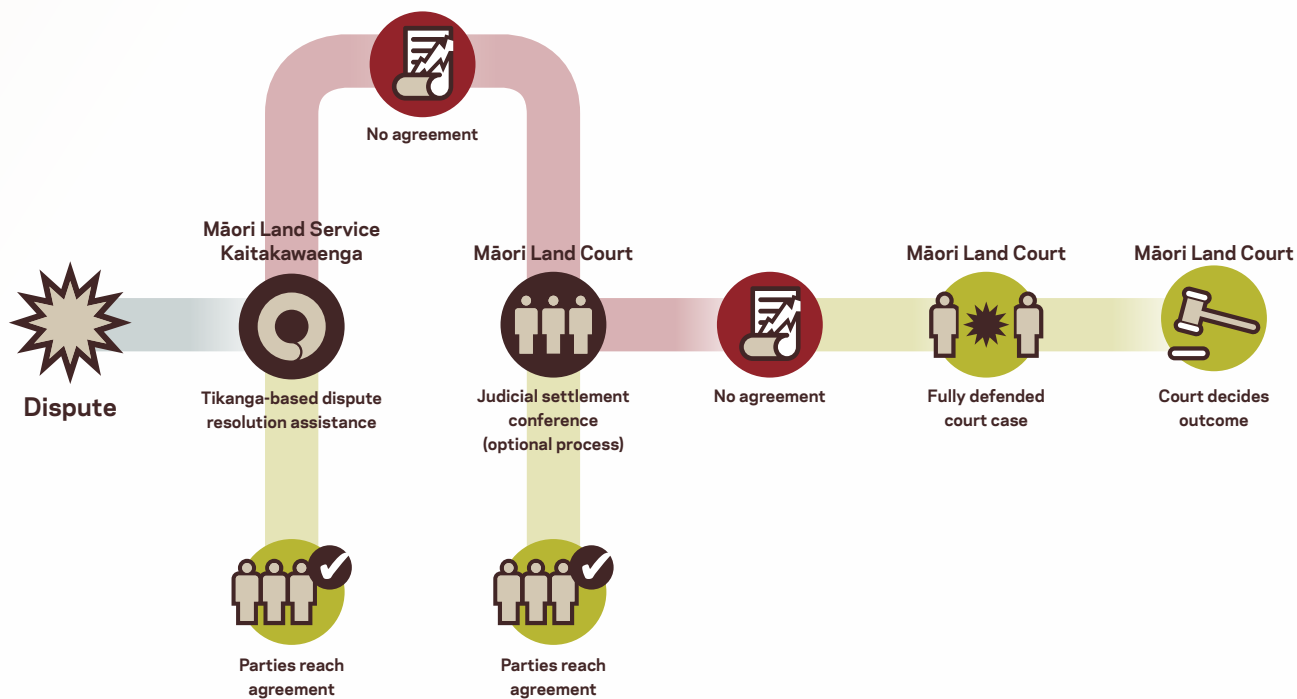 No agreement
Māori Land Service
Kaitakawaenga
Māori Land Court
Māori Land Court
Māori Land Court
Dispute
Tikanga-based dispute
resolution assistance
Judicial settlement
conference
(optional process)
No agreement
Fully defended
court case
Court decides
outcome
Parties reach
agreement
Parties reach
agreement